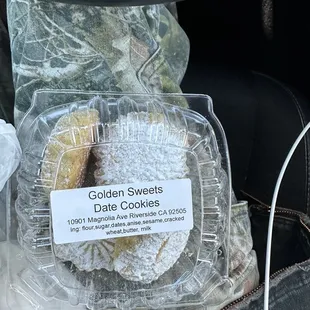 Golden Sweets
Date Cookies
10901 Magnolia Ave Riverside CA 92505
Ing: flour,sugar,dates,anise,sesame,cracked
wheat,butter, milk